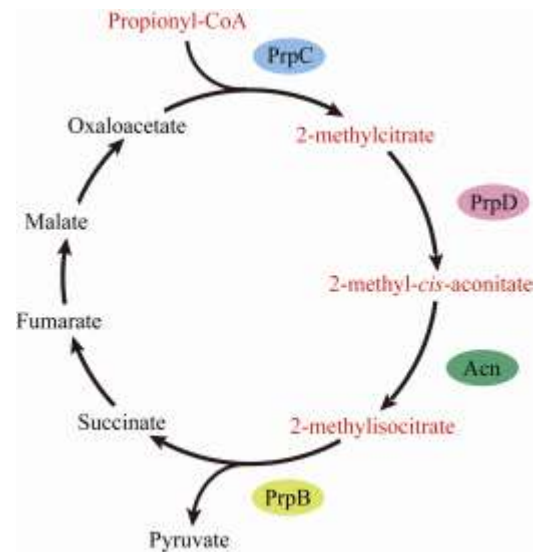 Propionyl-CoA
PrpC
Oxaloacetate
2-methylcitrate
PrpD
Malate
2-methyl-cis-aconitate
Fumarate
Acn
Succinate
2-methylisocitrate
PrpB
Pyruvate